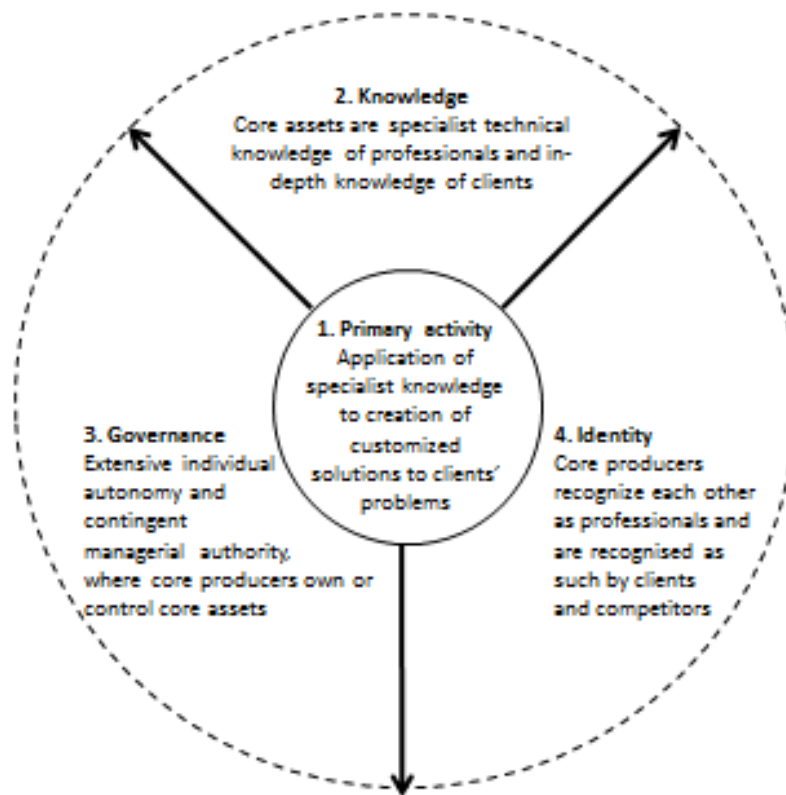 2. Knowledge
Core assets are specialist technical
knowledge of professionals and in-
depth knowledge of clients
1. Primary activity
Application of
specialist knowledge
to creation of
customized
solutions to clients’
problems
3. Governance
Extensive individual
autonomy and
contingent
managerial authority,
where core producers own or
control core assets
4. Identity
Core producers
recognize each other
as professionals and
are recognised as
such by clients
and competitors